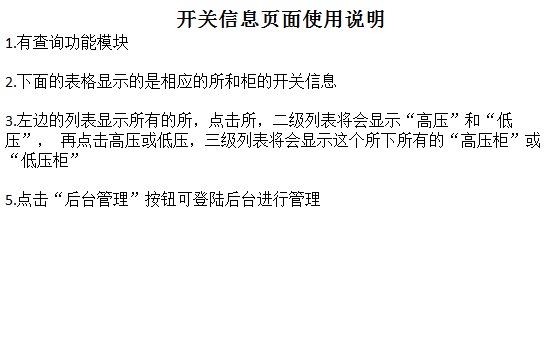 开关信息页面使用说明
1.有查询功能模块
2.下面的表格显示的是相应的所和柜的开关信息
3.左边的列表显示所有的所，点击所，二级列表将会显示“高压”和“低
压”， 再点击高压或低压，三级列表将会显示这个所下所有的“高压柜”或
“低压柜”
5.点击“后台管理”按钮可登陆后台进行管理